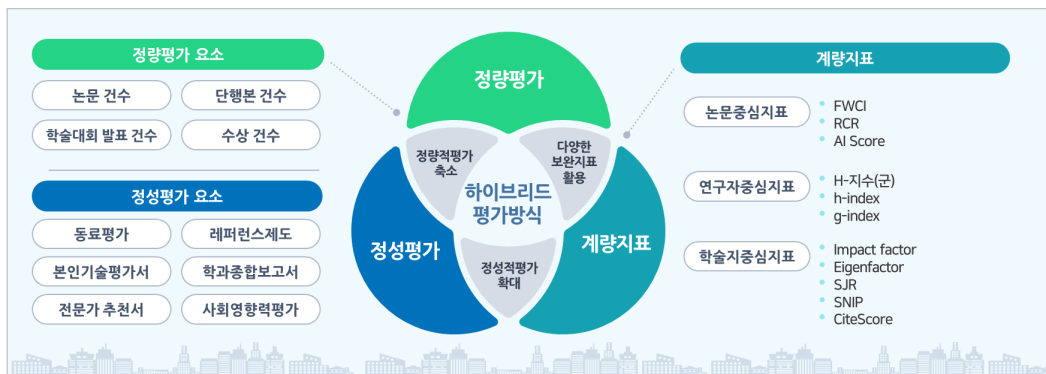 정량평가 요소
논문 건수
단행본 건수
학술대회 발표 건수
수상 건수
정성평가 요소
동료평가
레퍼런스제도
본인기술평가서
학과종합보고서
전문가 추천서
사회영향력평가
정량평가
정량적평가
축소
다양한
보완지표
활용
하이브리드
평가방식
정성평가
계량지표
정성적평가
확대
계량지표
논문중심지표
FWCI
RCR
AI Score
연구자중심지표
H-지수(군)
h-index
g-index
학술지중심지표
Impact factor
Eigenfactor
SJR
SNIP
CiteScore